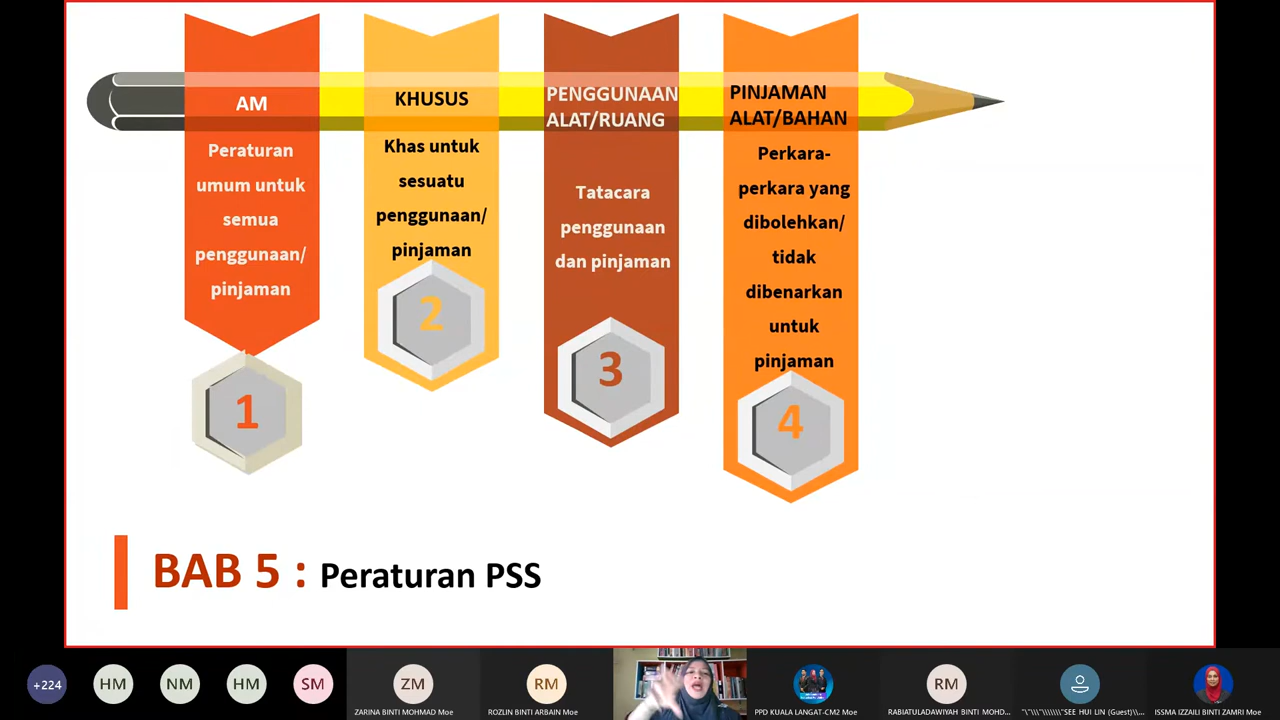 AM
Peraturan
umum untuk
semua
penggunaan/
pinjaman
1
KHUSUS
Khas untuk
sesuatu
penggunaan/
pinjaman
2
PENGGUNAAN
ALAT/RUANG
Tatacara
penggunaan
dan pinjaman
3
PINJAMAN
ALAT/BAHAN
Perkara-
perkara yang
dibolehkan/
tidak
dibenarkan
untuk
pinjaman
4
BAB 5 : Peraturan PSS
+224
HM
NM
HM
SM
ZM
ZARINA BINTI MOHMAD Moe
RM
ROZLIN BINTI ARBAIN Moe
PPD KUALA LANGAT-CM2 Moe
RM
RABIATULADAWIYAH BINTI MOHD...
"\"\\\"\\\\\\\"SEE HUI LIN (Guest)\\...
ISSMA IZZAILI BINTI ZAMRI Moe